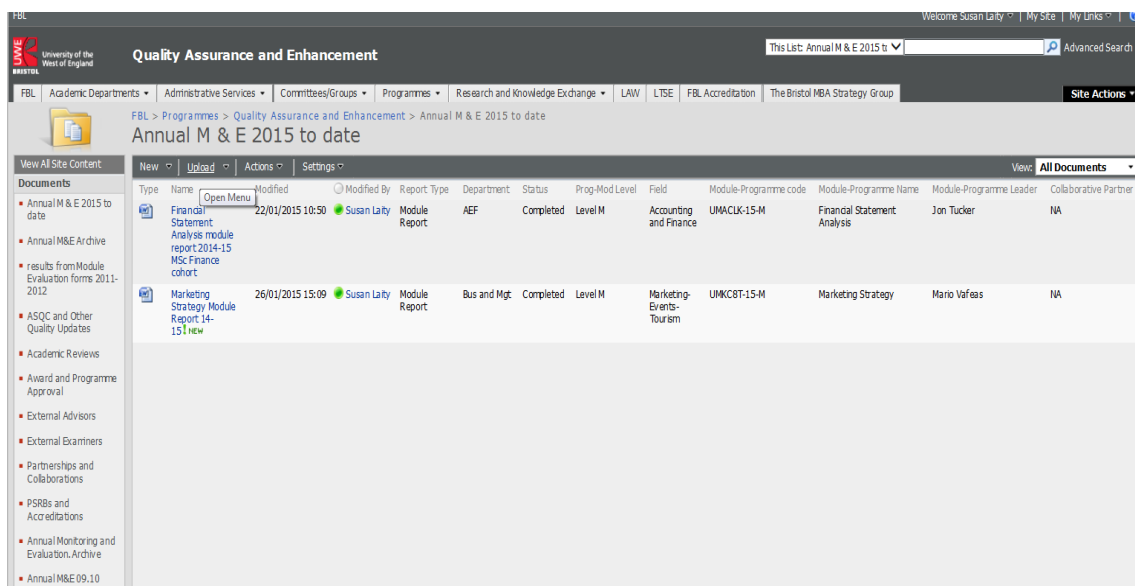 FBL
Welcome Susan Laity | My Site | My Links
UWE
BRISTOL
University of the
West of England
Quality Assurance and Enhancement
This List: Annual M & E 2015 to
Advanced Search
FBL | Academic Departments | Administrative Services | Committees/Groups | Programmes | Research and Knowledge Exchange | LAW | LTSE | FBL Accreditation | The Bristol MBA Strategy Group
Site Actions
FBL > Programmes > Quality Assurance and Enhancement > Annual M & E 2015 to date
Annual M & E 2015 to date
View All Site Content
New | Upload | Actions | Settings
View: All Documents
Documents
Annual M & E 2015 to
date
Annual M&E Archive
results from Module
Evaluation forms 2011-
2012
ASQC and Other
Quality Updates
Academic Reviews
Award and Programme
Approval
External Advisors
External Examiners
Partnerships and
Collaborations
PSRBs and
Accreditations
Annual Monitoring and
Evaluation. Archive
Annual M&E 09.10
Type Name Modified Modified By Report Type Department Status Prog-Mod Level Field Module-Programme code Module-Programme Name Module-Programme Leader Collaborative Partner
Open Menu
Financial 22/01/2015 10:50 Susan Laity Module AEF Completed Level M Accounting UMACLK-15-M Financial Statement Jon Tucker NA
Statement Report and Finance Analysis
Analysis module
report 2014-15
MSc Finance
cohort
Marketing 26/01/2015 15:09 Susan Laity Module Bus and Mgt Completed Level M Marketing- UMKC8T-15-M Marketing Strategy Mario Vafeas NA
Strategy Module Report Events-
Report 14- Tourism
15 ! NEW